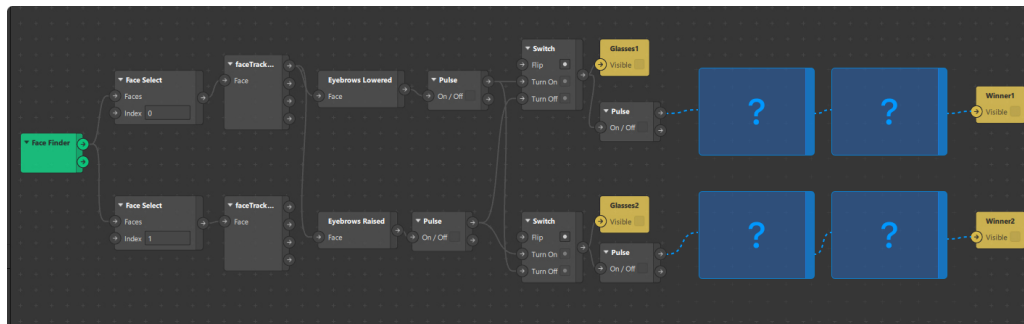 Face Finder
Face Select
Faces
Index 0
faceTrack...
Face
Eyebrows Lowered
Face
Pulse
On / Off
Switch
Flip
Turn On
Turn Off
Glasses1
Visible
Pulse
On / Off
?
?
Winner1
Visible
Face Select
Faces
Index 1
faceTrack...
Face
Eyebrows Raised
Face
Pulse
On / Off
Switch
Flip
Turn On
Turn Off
Glasses2
Visible
Pulse
On / Off
?
?
Winner2
Visible